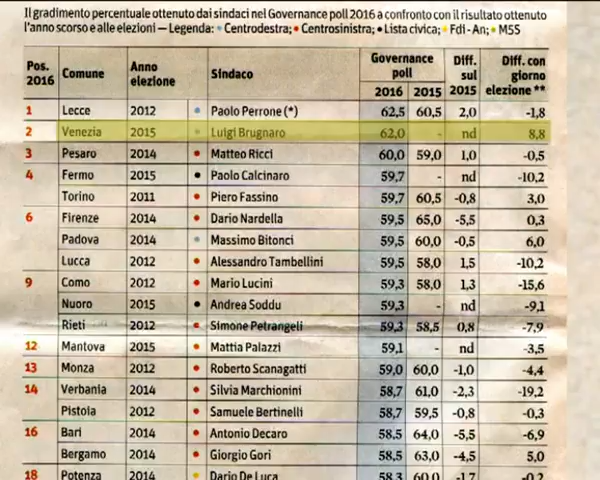 Il gradimento percentuale ottenuto dai sindaci nel Governance poll 2016 a confronto con il risultato ottenuto
l'anno scorso e alle elezioni — Legenda: • Centrodestra; • Centrosinistra; • Lista civica; • Fdi - An; • M5S
Pos. 2016 Comune Anno elezione Sindaco Governance poll 2016 2015 Diff. sul 2015 Diff. con giorno elezione **
1 Lecce 2012 • Paolo Perrone (*) 62,5 60,5 2,0 -1,8
2 Venezia 2015 • Luigi Brugnaro 62,0 - nd 8,8
3 Pesaro 2014 • Matteo Ricci 60,0 59,0 1,0 -0,5
4 Fermo 2015 • Paolo Calcinaro 59,7 - nd -10,2
Torino 2011 • Piero Fassino 59,7 60,5 -0,8 3,0
6 Firenze 2014 • Dario Nardella 59,5 65,0 -5,5 0,3
Padova 2014 • Massimo Bitonci 59,5 60,0 -0,5 6,0
Lucca 2012 • Alessandro Tambellini 59,5 58,0 1,5 -10,2
9 Como 2012 • Mario Lucini 59,3 58,0 1,3 -15,6
Nuoro 2015 • Andrea Soddu 59,3 - nd -9,1
Rieti 2012 • Simone Petrangeli 59,3 58,5 0,8 -7,9
12 Mantova 2015 • Mattia Palazzi 59,1 - nd -3,5
13 Monza 2012 • Roberto Scanagatti 59,0 60,0 -1,0 -4,4
14 Verbania 2014 • Silvia Marchionini 58,7 61,0 -2,3 -19,2
Pistola 2012 • Samuele Bertinelli 58,7 59,5 -0,8 -0,3
16 Bari 2014 • Antonio Decaro 58,5 64,0 -5,5 -6,9
Bergamo 2014 • Giorgio Gori 58,5 63,0 -4,5 5,0
18 Potenza 2014 • Dario De Luca 58,3 60,0 -1,7 -0,2